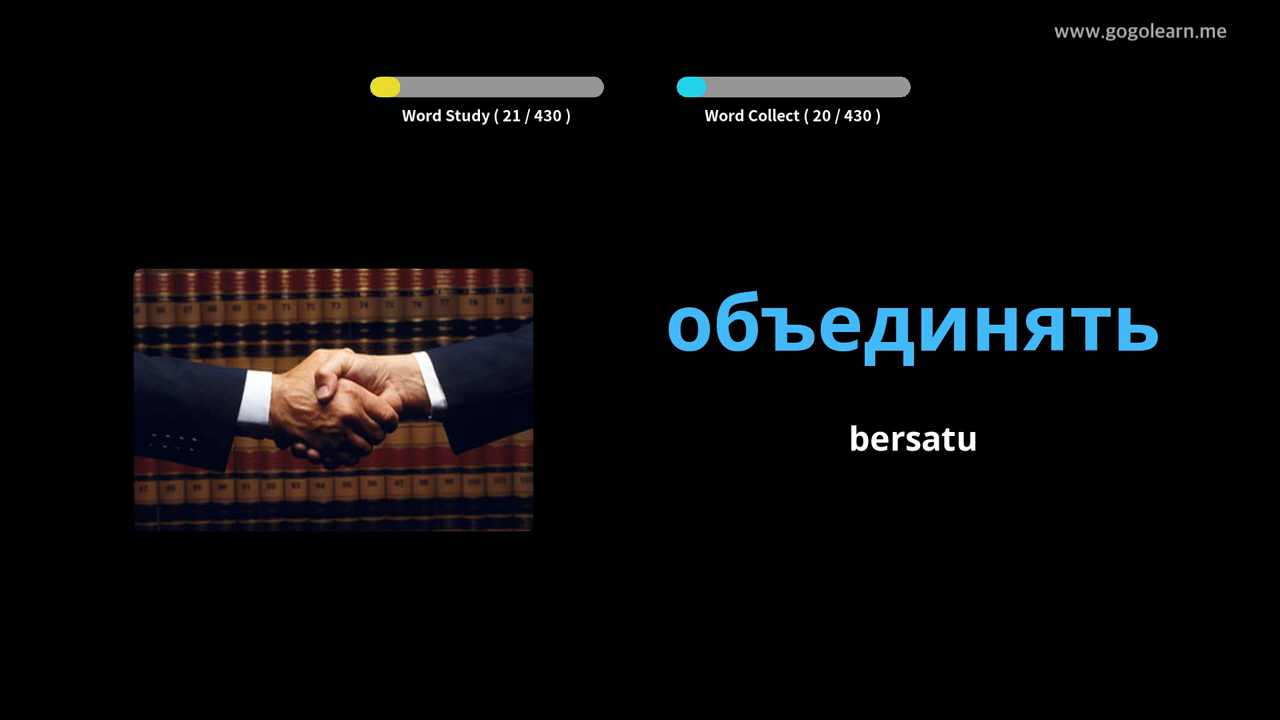 www.gogolearn.me
Word Study ( 21 / 430 )
Word Collect ( 20 / 430 )
объединять
bersatu